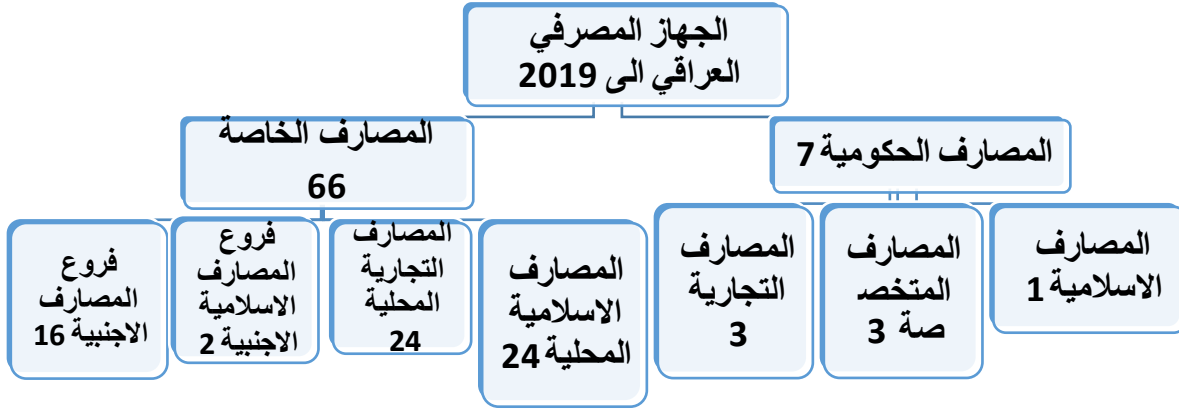 الجهاز المصرفي
العراقي الى 2019
المصارف الحكومية 7
المصارف الخاصة
66
المصارف
الاسلامية 1
المصارف
المتخص
صة 3
المصارف
التجارية
3
المصارف
الاسلامية
المحلية 24
المصارف
التجارية
المحلية
24
فروع
المصارف
الاسلامية
الاجنبية 2
فروع
المصارف
الاجنبية 16